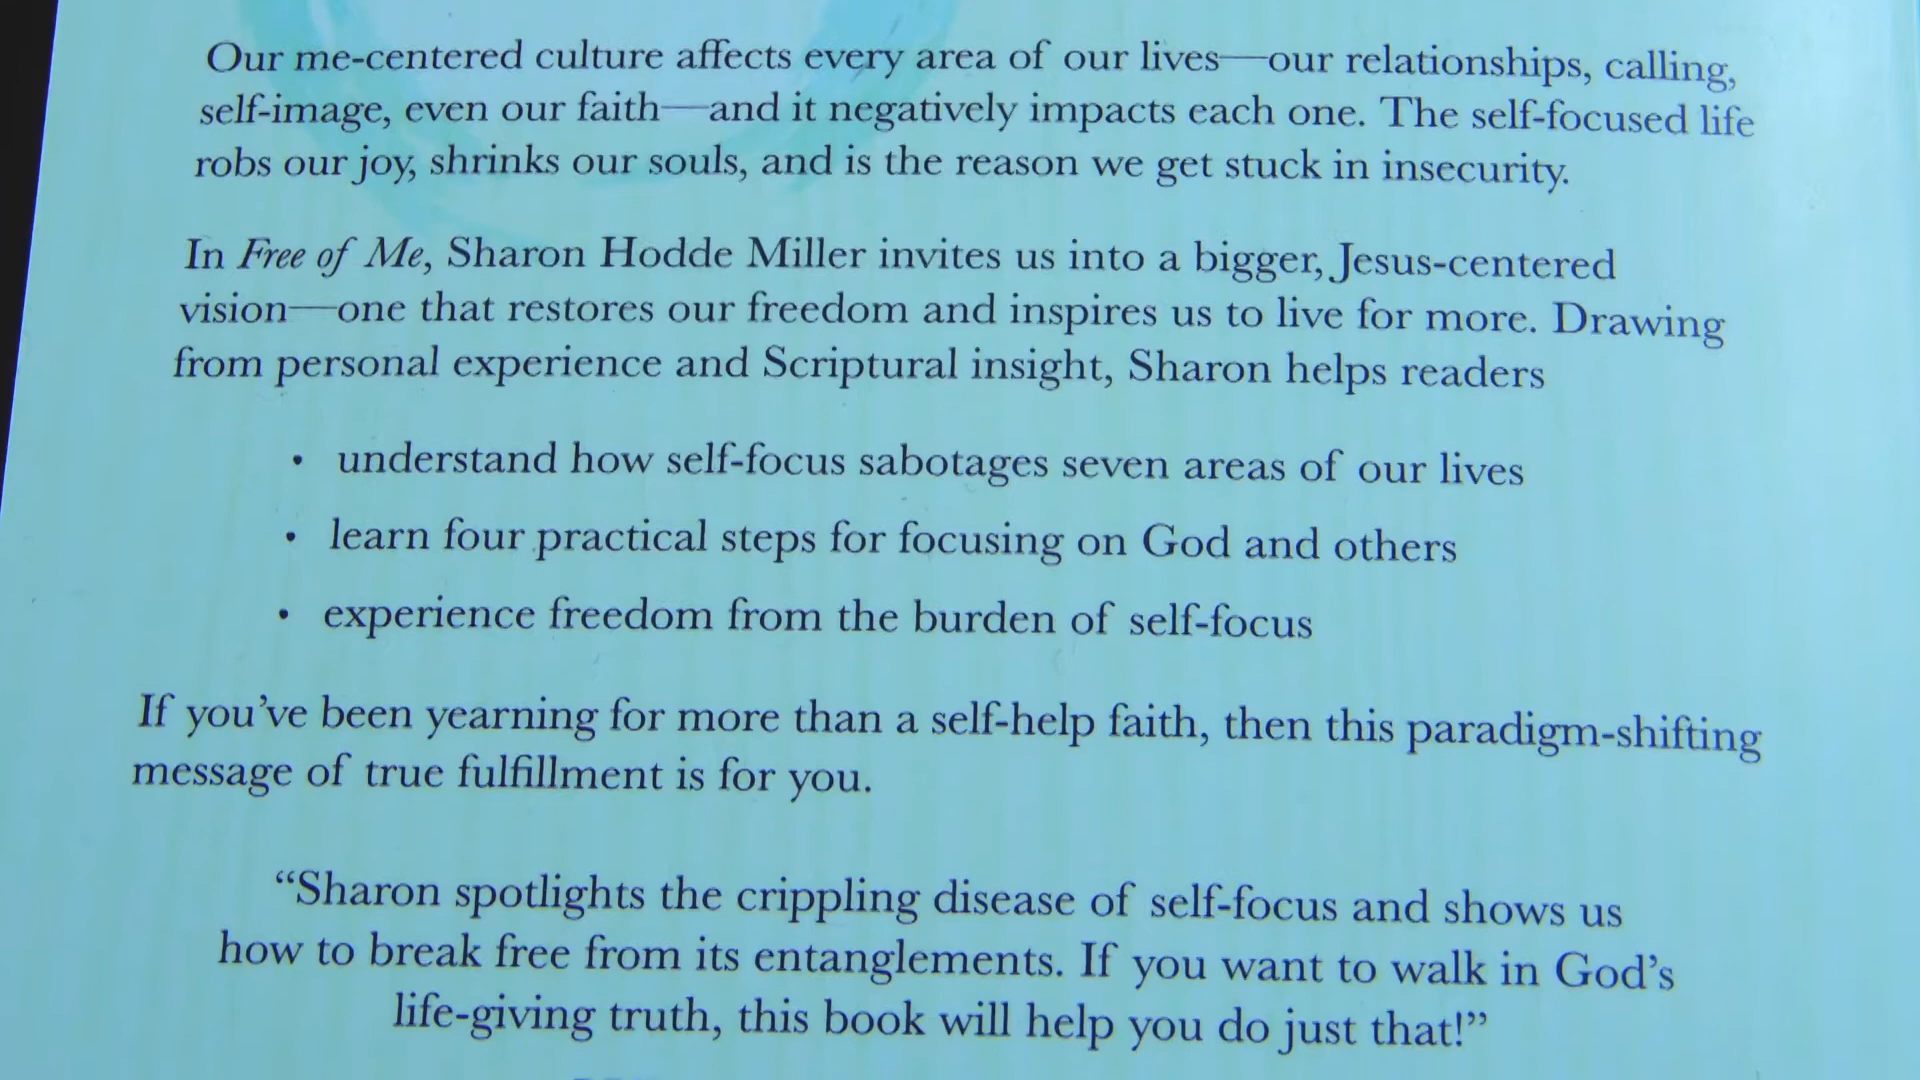 Our me-centered culture affects every area of our lives—our relationships, calling,
self-image, even our faith—and it negatively impacts each one. The self-focused life
robs our joy, shrinks our souls, and is the reason we get stuck in insecurity.
In Free of Me, Sharon Hodde Miller invites us into a bigger, Jesus-centered
vision—one that restores our freedom and inspires us to live for more. Drawing
from personal experience and Scriptural insight, Sharon helps readers
• understand how self-focus sabotages seven areas of our lives
• learn four practical steps for focusing on God and others
• experience freedom from the burden of self-focus
If you've been yearning for more than a self-help faith, then this paradigm-shifting
message of true fulfillment is for you.
“Sharon spotlights the crippling disease of self-focus and shows us
how to break free from its entanglements. If you want to walk in God's
life-giving truth, this book will help you do just that!”